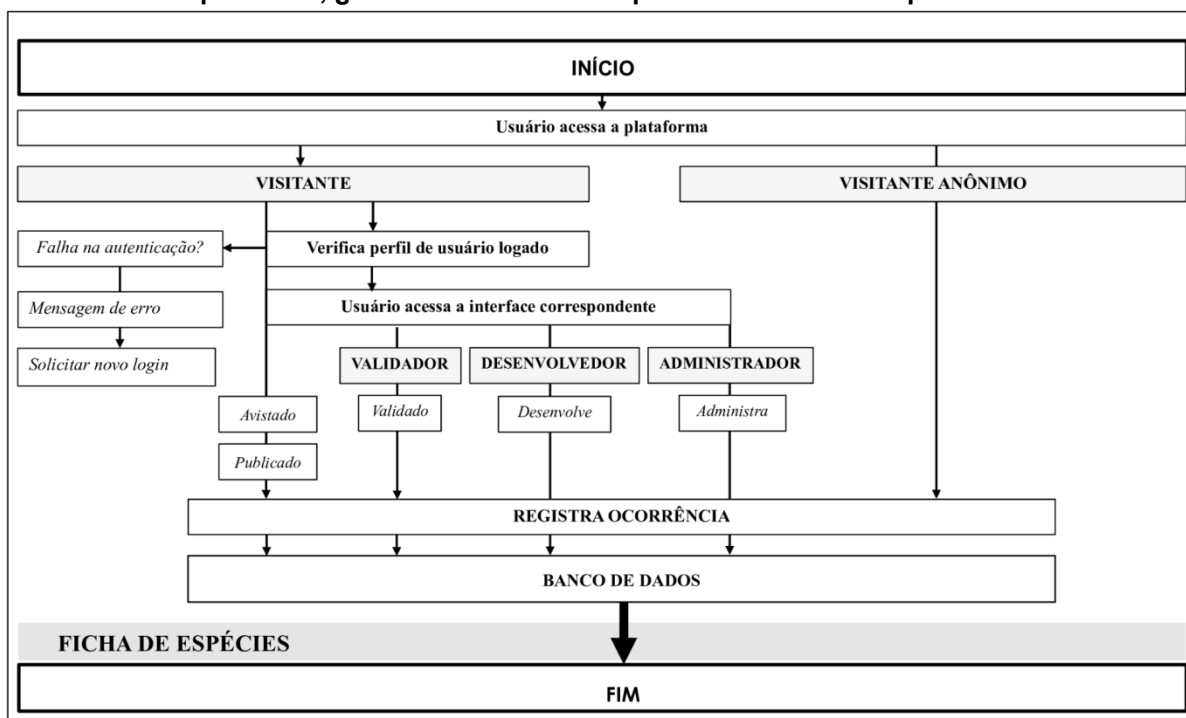 INÍCIO
Usuário acessa a plataforma
VISITANTE
VISITANTE ANÔNIMO
Falha na autenticação?
Verifica perfil de usuário logado
Mensagem de erro
Usuário acessa a interface correspondente
Solicitar novo login
VALIDADOR
DESENVOLVEDOR
ADMINISTRADOR
Avistado
Validado
Desenvolve
Administra
Publicado
REGISTRA OCORRÊNCIA
BANCO DE DADOS
FICHA DE ESPÉCIES
FIM